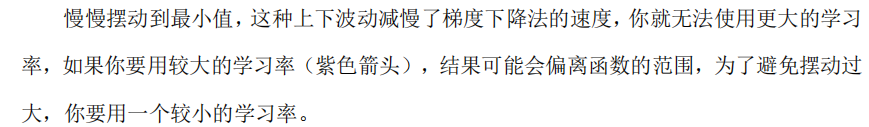 慢慢摆动到最小值，这种上下波动减慢了梯度下降法的速度，你就无法使用更大的学习
率，如果你要用较大的学习率（紫色箭头），结果可能会偏离函数的范围，为了避免摆动过
大，你要用一个较小的学习率。